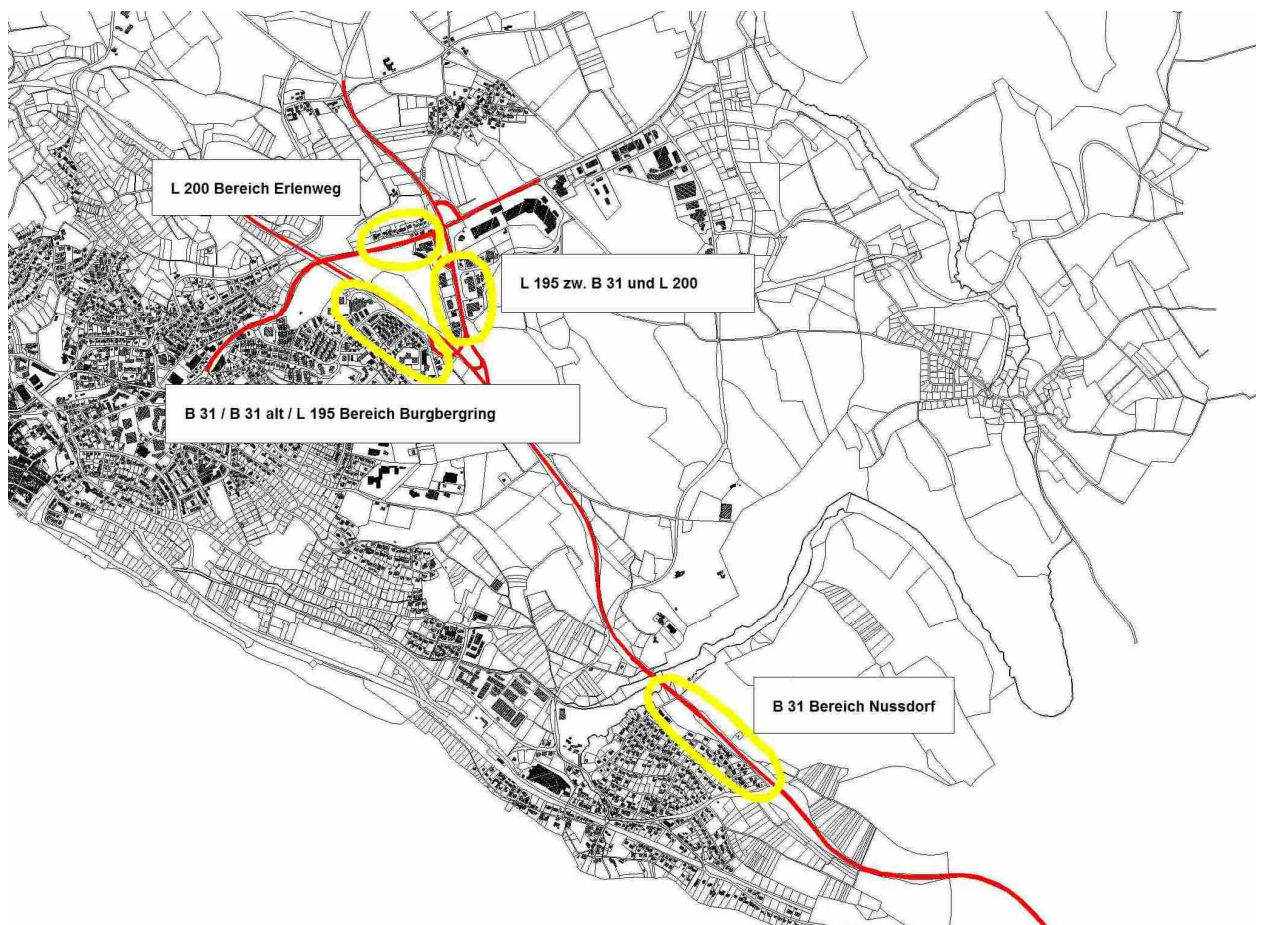 L 200 Bereich Erlenweg
L 195 zw. B 31 und L 200
B 31 / B 31 alt / L 195 Bereich Burgbergring
B 31 Bereich Nussdorf